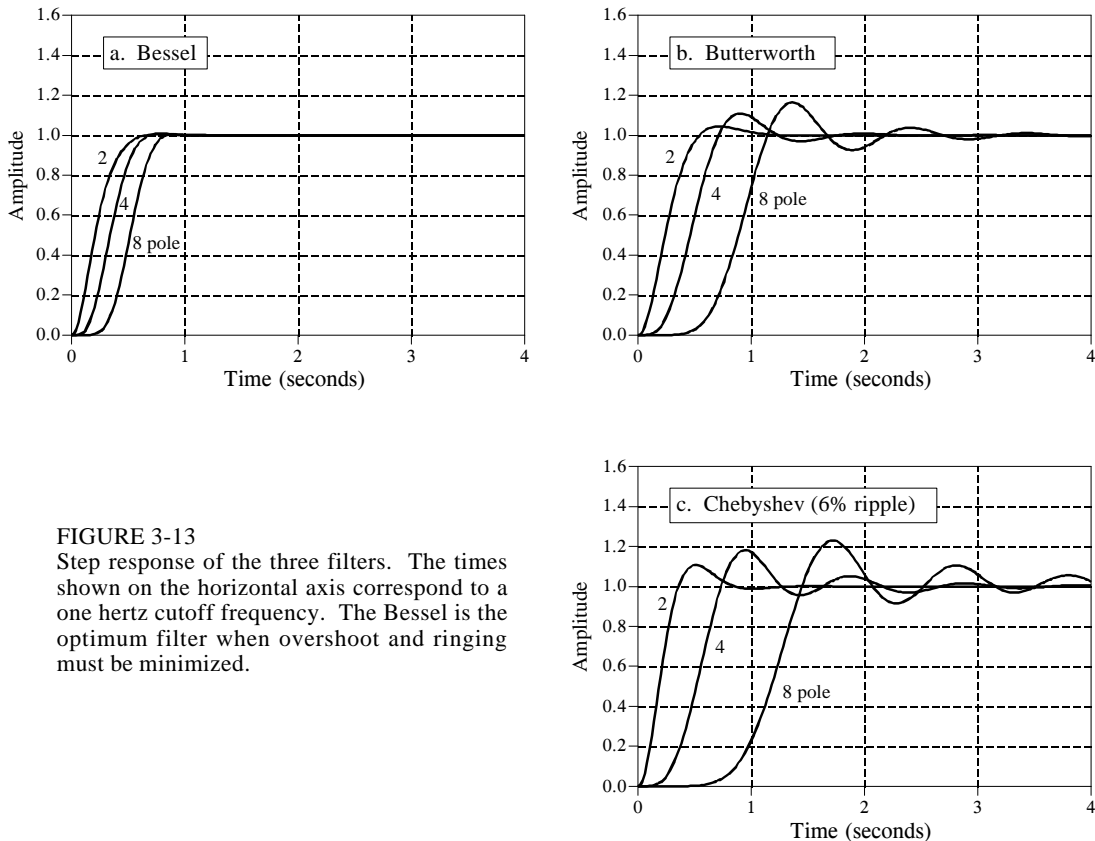 1.6
1.4
1.2
1.0
0.8
0.6
0.4
0.2
0.0
Amplitude
a. Bessel
2
4
8 pole
0 1 2 3 4
Time (seconds)
1.6
1.4
1.2
1.0
0.8
0.6
0.4
0.2
0.0
Amplitude
b. Butterworth
2
4
8 pole
0 1 2 3 4
Time (seconds)
FIGURE 3-13
Step response of the three filters. The times
shown on the horizontal axis correspond to a
one hertz cutoff frequency. The Bessel is the
optimum filter when overshoot and ringing
must be minimized.
1.6
1.4
1.2
1.0
0.8
0.6
0.4
0.2
0.0
Amplitude
c. Chebyshev (6% ripple)
2
4
8 pole
0 1 2 3 4
Time (seconds)